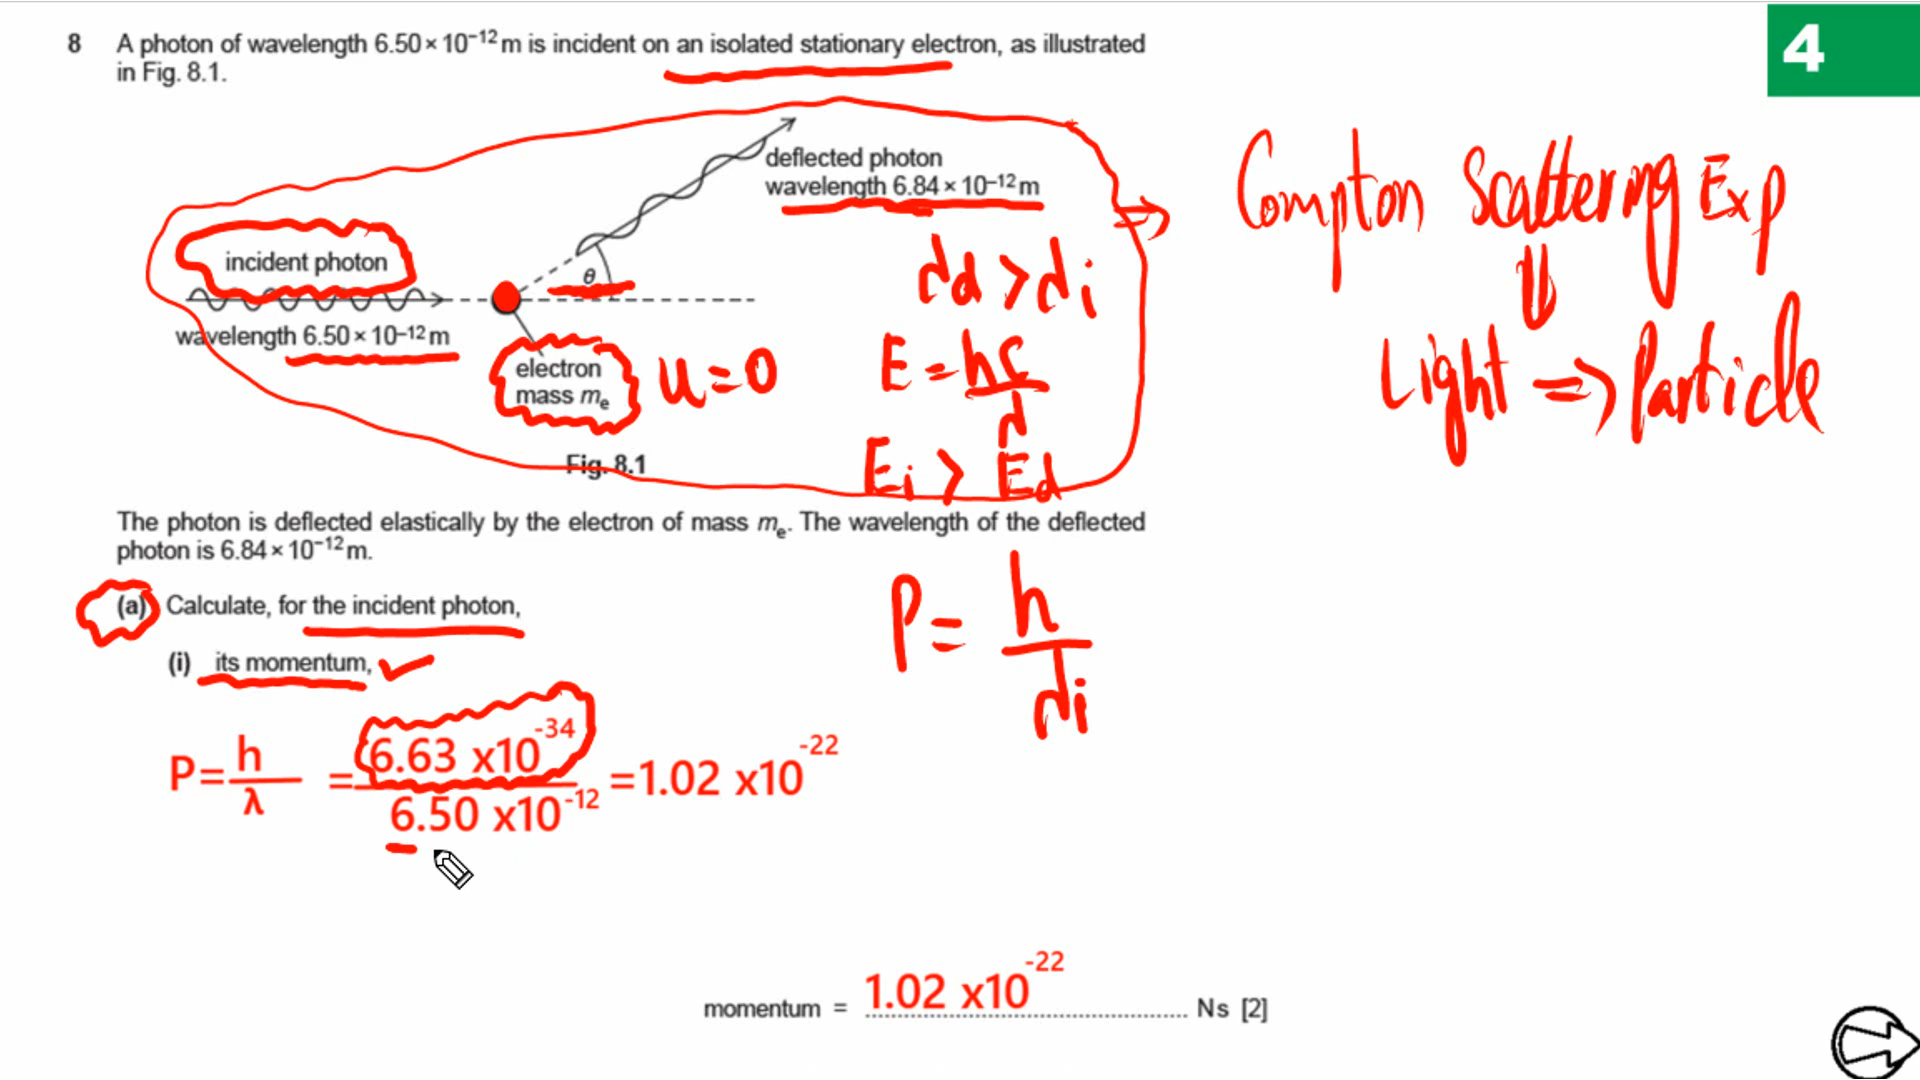 4
8 A photon of wavelength 6.50 × 10⁻¹² m is incident on an isolated stationary electron, as illustrated
in Fig. 8.1.
deflected photon
wavelength 6.84 × 10⁻¹² m
incident photon
wavelength 6.50 × 10⁻¹² m
θ
electron
mass mₑ
u=0
λd > λi
E = hc/λ
Ei > Ed
Fig. 8.1
Compton Scattering Exp
⇓
Light ⇒ Particle
The photon is deflected elastically by the electron of mass mₑ. The wavelength of the deflected
photon is 6.84 × 10⁻¹² m.
(a) Calculate, for the incident photon,
(i) its momentum,
P = h/λi
P = h/λ = 6.63 x10⁻³⁴ / 6.50 x10⁻¹² = 1.02 x10⁻²²
momentum = 1.02 x10⁻²² Ns [2]